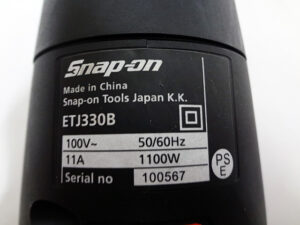 Snap-on
Made in China
Snap-on Tools Japan K.K.
ETJ330B
100V~ 50/60Hz
11A 1100W
Serial no 100567
PS
E